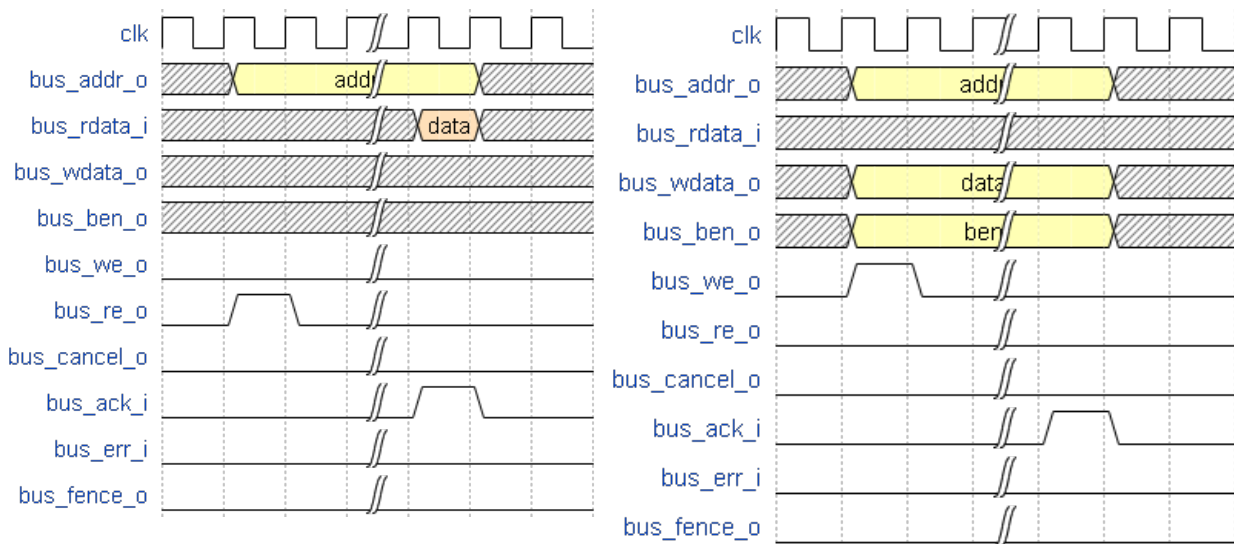 clk
bus_addr_o
addr
bus_rdata_i
data
bus_wdata_o
bus_ben_o
bus_we_o
bus_re_o
bus_cancel_o
bus_ack_i
bus_err_i
bus_fence_o
clk
bus_addr_o
addr
bus_rdata_i
bus_wdata_o
data
bus_ben_o
ben
bus_we_o
bus_re_o
bus_cancel_o
bus_ack_i
bus_err_i
bus_fence_o